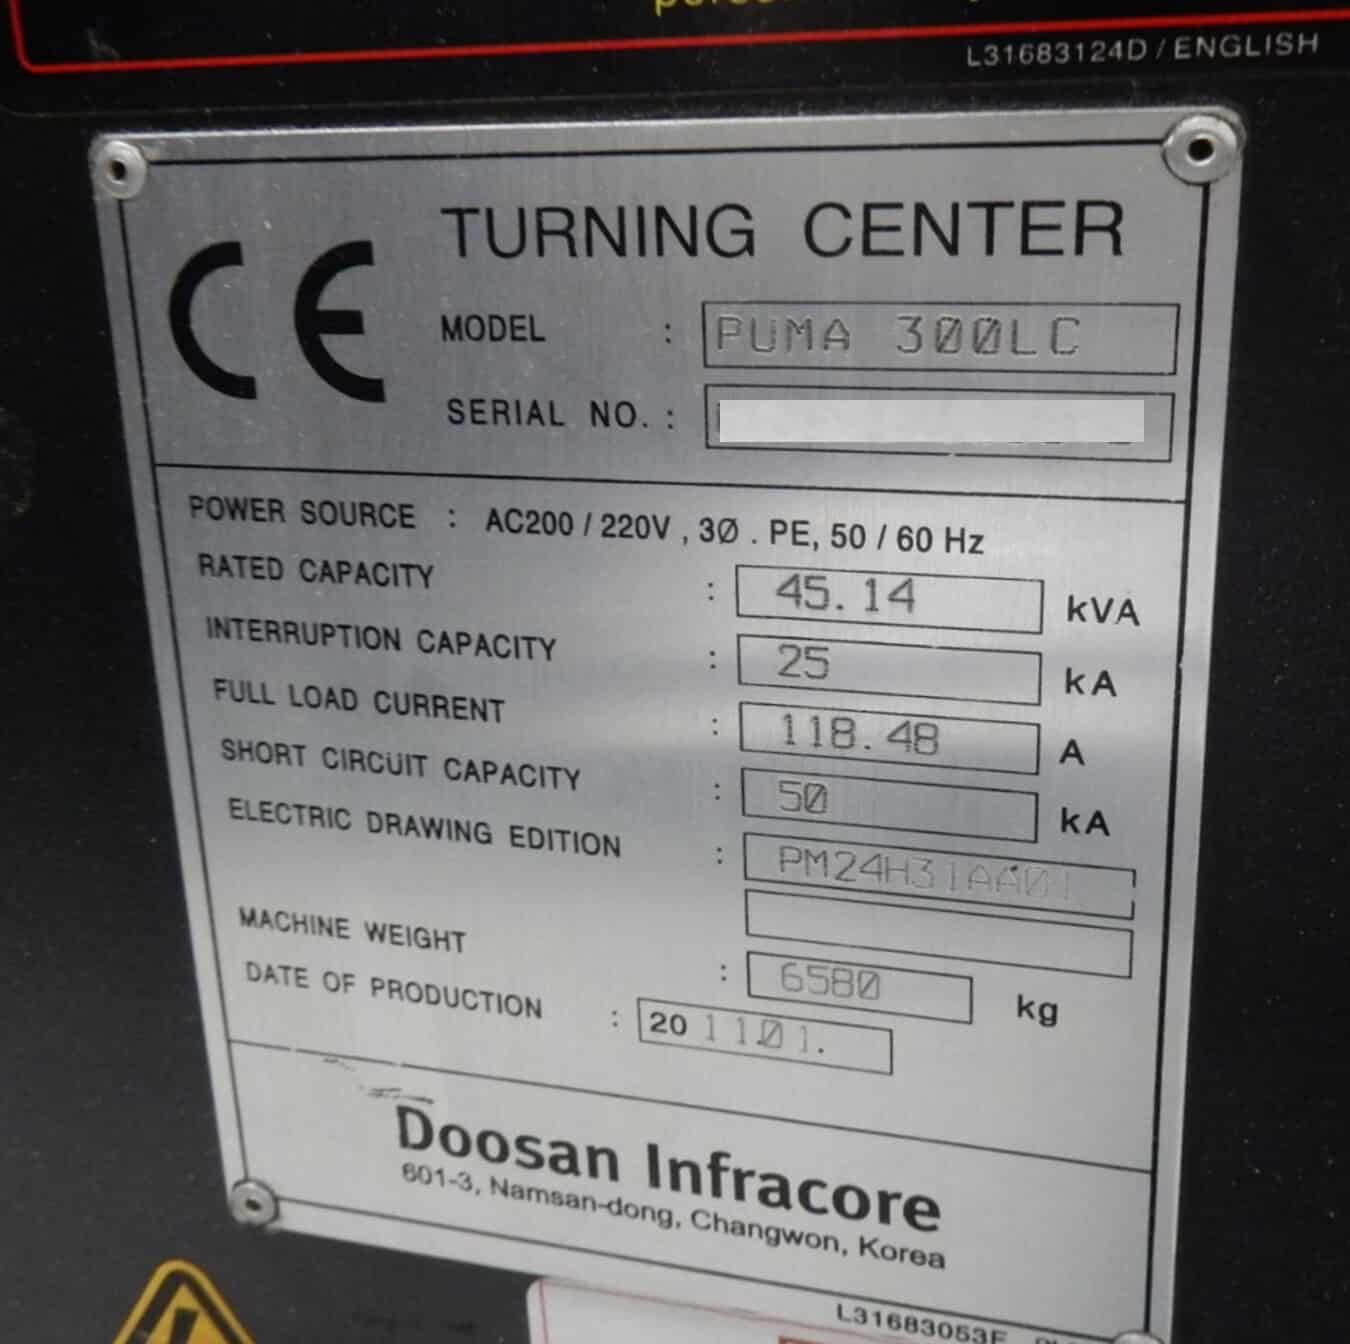 L31683124D / ENGLISH
TURNING CENTER
CE
MODEL : PUMA 300LC
SERIAL NO. :
POWER SOURCE : AC200 / 220V , 3Ø . PE, 50 / 60 Hz
RATED CAPACITY : 45.14 kVA
INTERRUPTION CAPACITY : 25 kA
FULL LOAD CURRENT : 118.48 A
SHORT CIRCUIT CAPACITY : 50 kA
ELECTRIC DRAWING EDITION : PM24H31AA01
MACHINE WEIGHT : 6580 kg
DATE OF PRODUCTION : 201101.
Doosan Infracore
601-3, Namsan-dong, Changwon, Korea
L31683053F